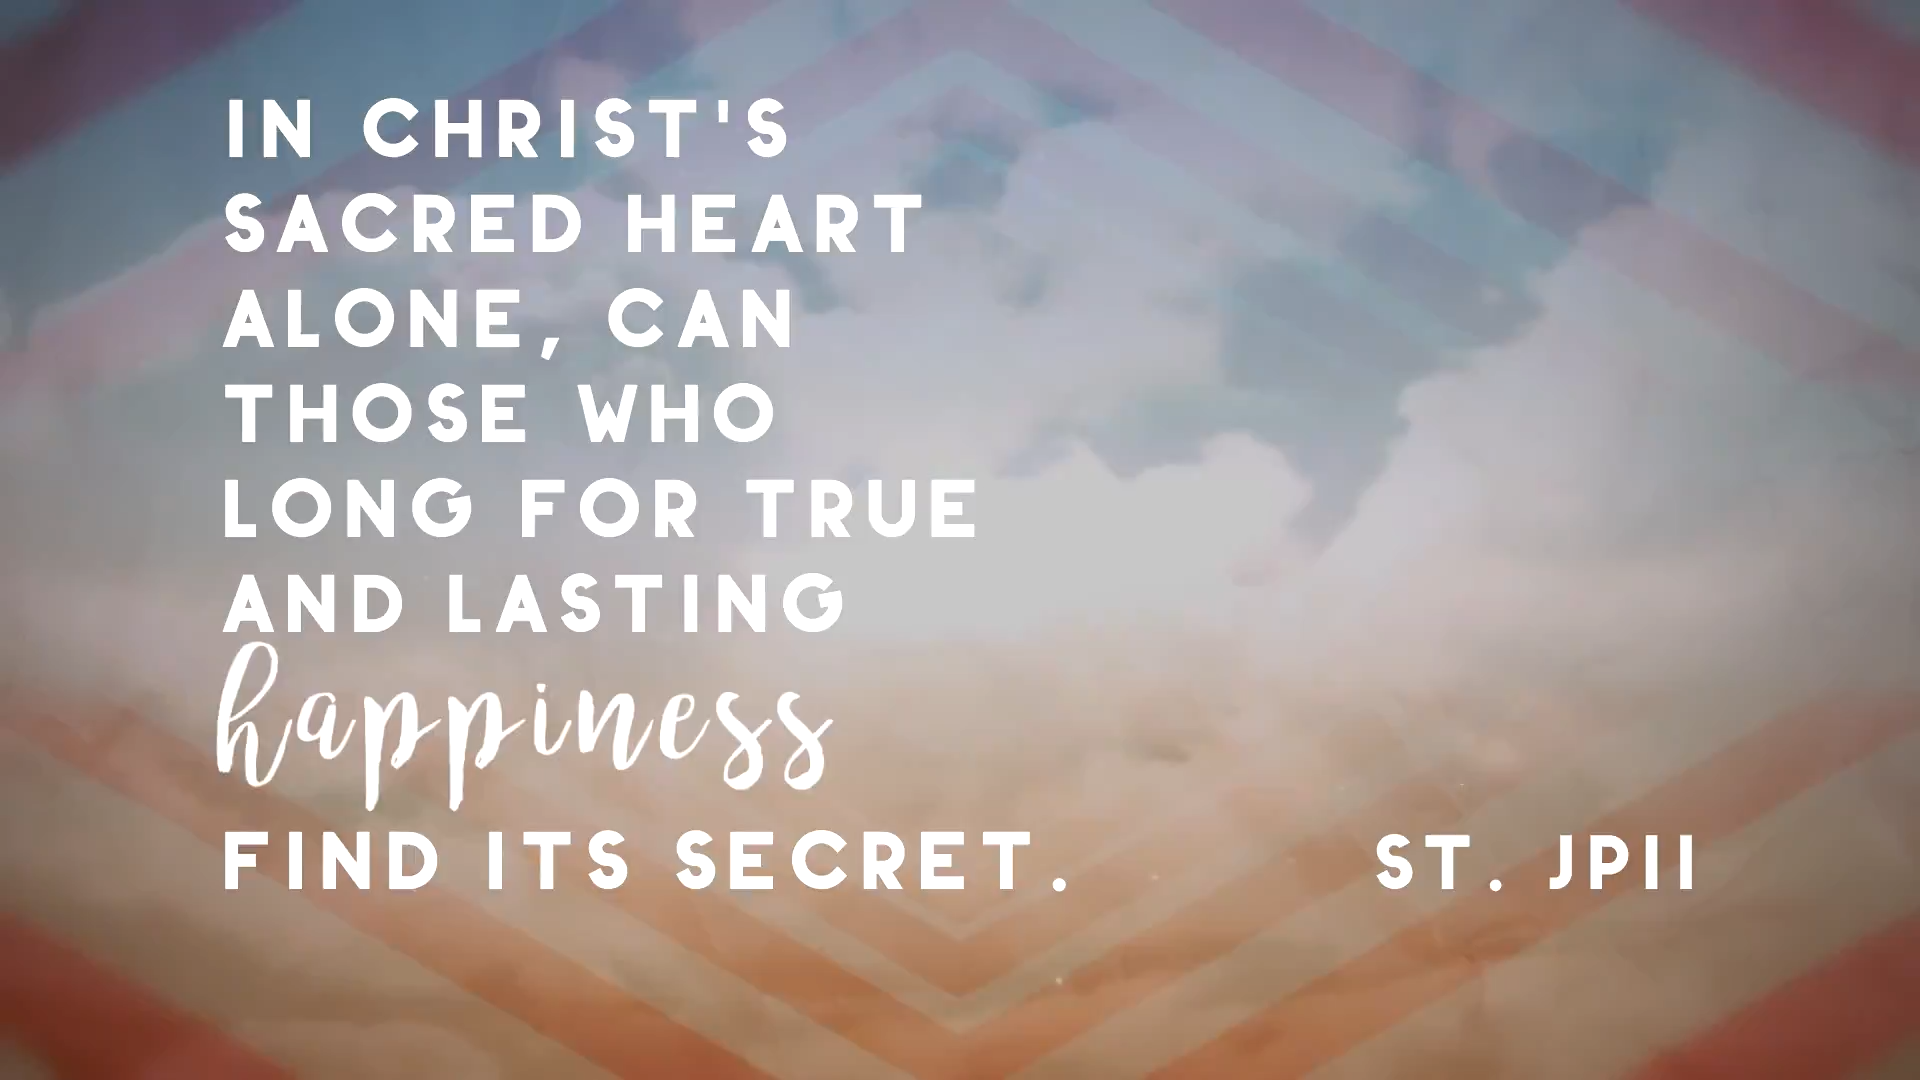 IN CHRIST'S
SACRED HEART
ALONE, CAN
THOSE WHO
LONG FOR TRUE
AND LASTING
happiness
FIND ITS SECRET.
ST. JPII